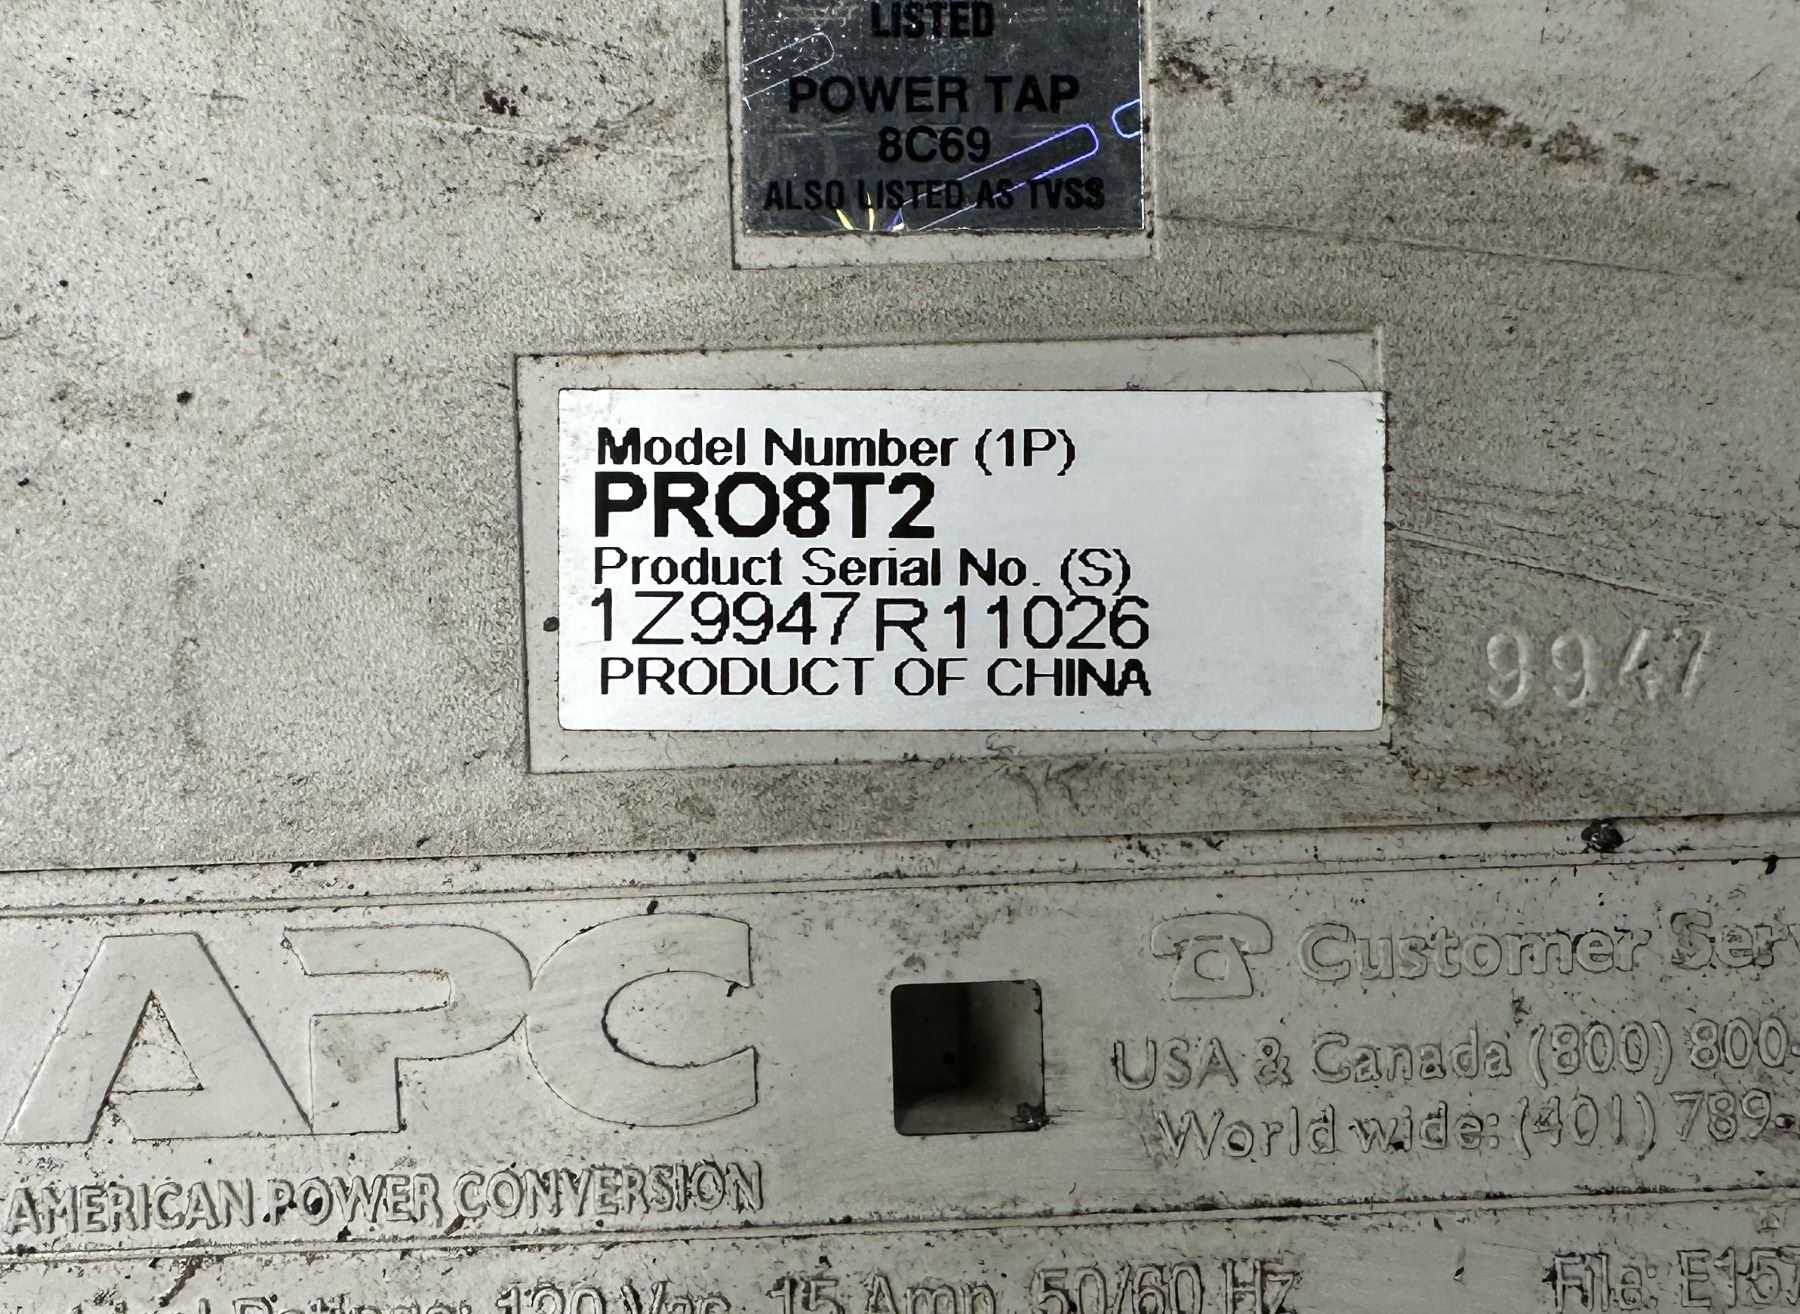 LISTED
POWER TAP
8C69
ALSO LISTED AS TVSS
Model Number (1P)
PRO8T2
Product Serial No. (S)
1Z9947R11026
PRODUCT OF CHINA
9947
APC
AMERICAN POWER CONVERSION
Customer Serv
USA & Canada (800) 800-
World wide: (401) 789-
120 Vac, 15 Amp, 50/60 Hz
File: E157